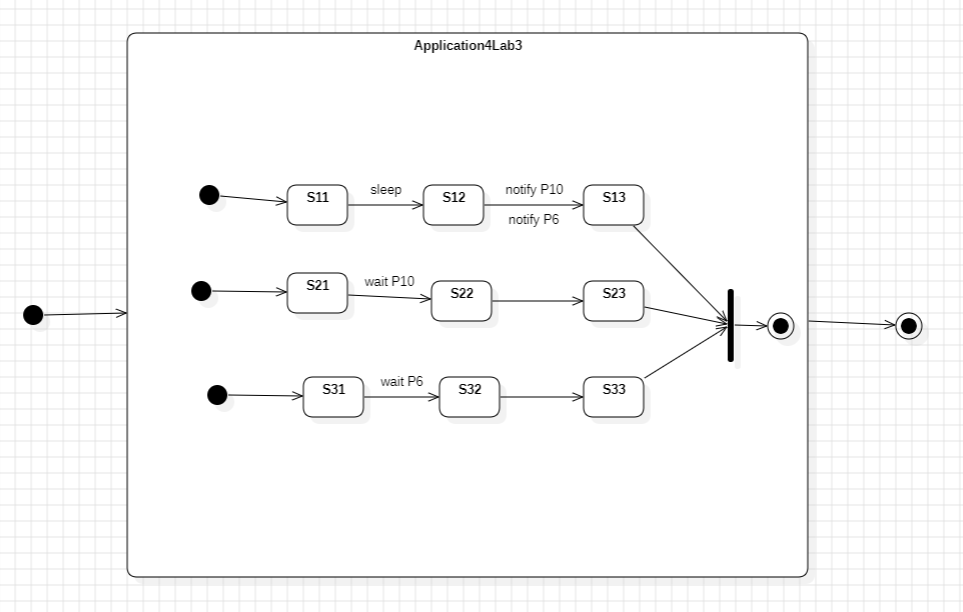 Application4Lab3
S11
sleep
S12
notify P10
notify P6
S13
S21
wait P10
S22
S23
S31
wait P6
S32
S33